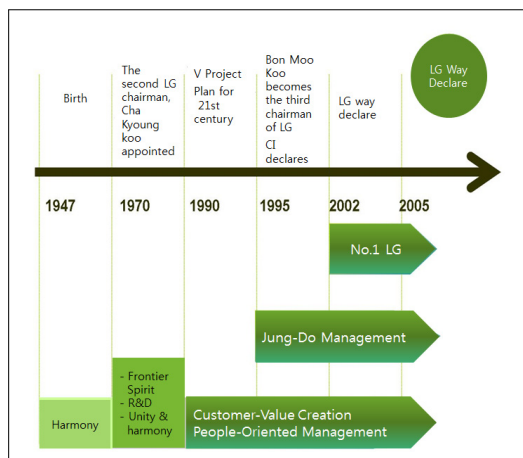 Birth
The
second LG
chairman,
Cha
Kyoung
koo
appointed
V Project
Plan for
21st
century
Bon Moo
Koo
becomes
the third
chairman
of LG
CI
declares
LG way
declare
LG Way
Declare
1947
1970
1990
1995
2002
2005
No.1 LG
Jung-Do Management
- Frontier
Spirit
- R&D
- Unity &
harmony
Harmony
Customer-Value Creation
People-Oriented Management